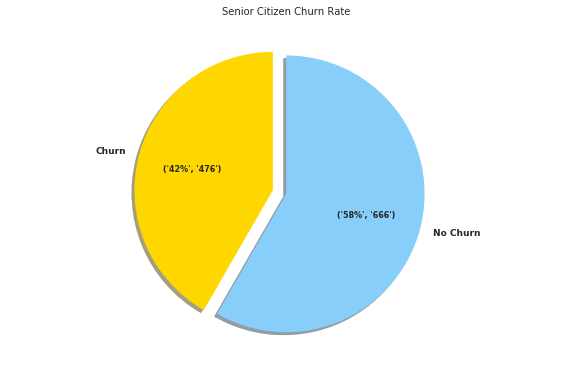 Senior Citizen Churn Rate
Churn
('42%', '476')
('58%', '666')
No Churn